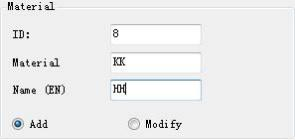 Material
ID: 8
Material KK
Name (EN) HH
Add Modify